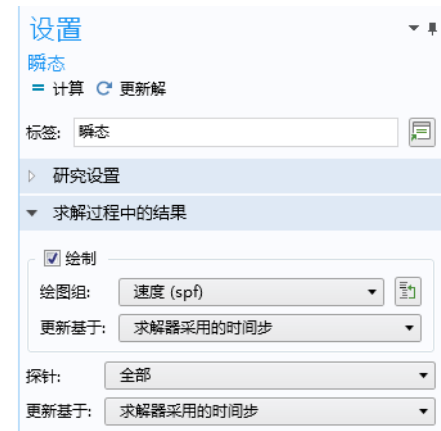 设置
瞬态
= 计算 更新解
标签: 瞬态
研究设置
求解过程中的结果
绘制
绘图组: 速度 (spf)
更新基于: 求解器采用的时间步
探针: 全部
更新基于: 求解器采用的时间步